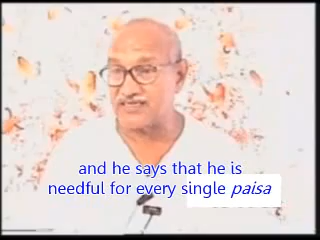 and he says that he is
needful for every single paisa